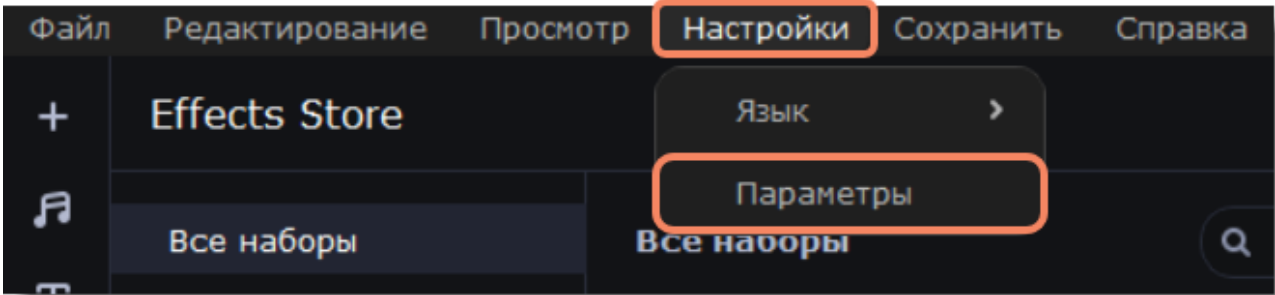 Файл Редактирование Просмотр Настройки Сохранить Справка
Effects Store
Язык
Параметры
Все наборы
Все наборы